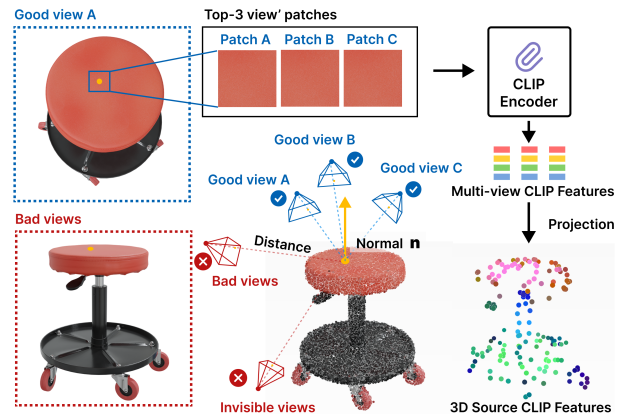 Good view A
Top-3 view' patches
Patch A
Patch B
Patch C
CLIP
Encoder
Multi-view CLIP Features
Projection
Good view B
Good view A
Good view C
Bad views
Distance
Normal n
Bad views
Invisible views
3D Source CLIP Features